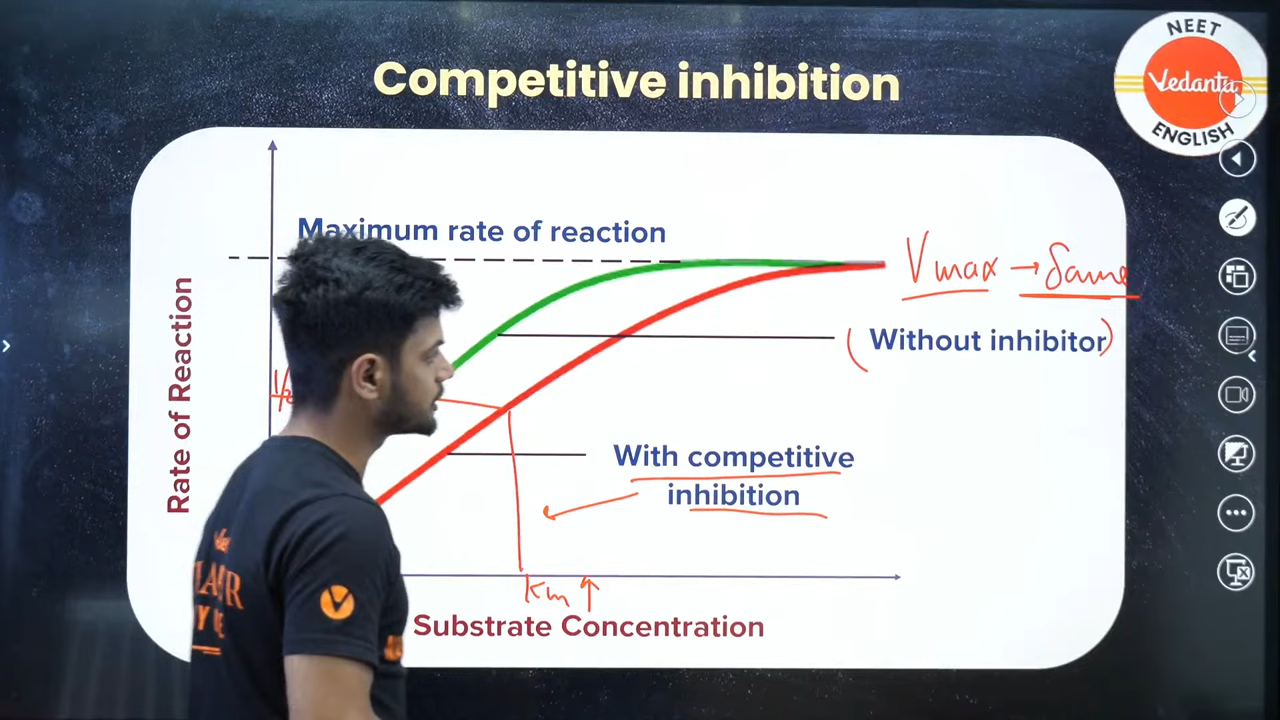 Competitive inhibition
NEET
Vedantu
ENGLISH
Maximum rate of reaction
Vmax → Same
(Without inhibitor)
Rate of Reaction
With competitive
inhibition
Km ↑
Substrate Concentration
V